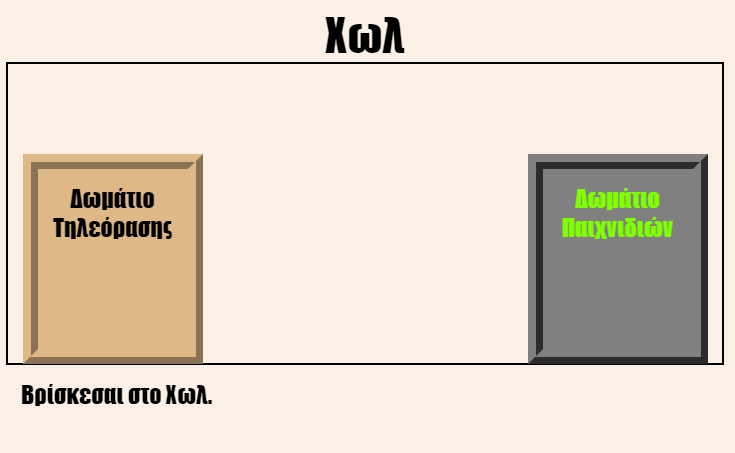 Χωλ
Δωμάτιο
Τηλεόρασης
Δωμάτιο
Παιχνιδιών
Βρίσκεσαι στο Χωλ.